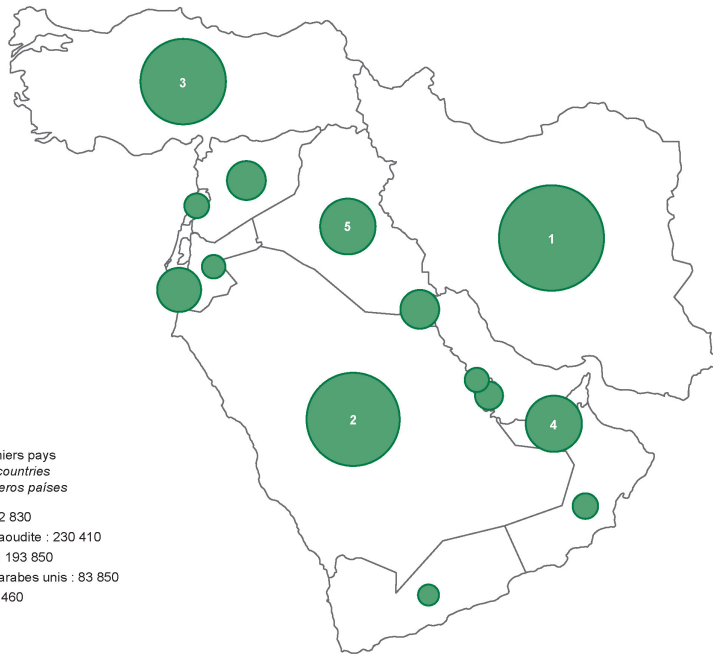 3
5
1
2
4
niers pays
countries
eros países
2 830
aoudite : 230 410
193 850
arabes unis : 83 850
460